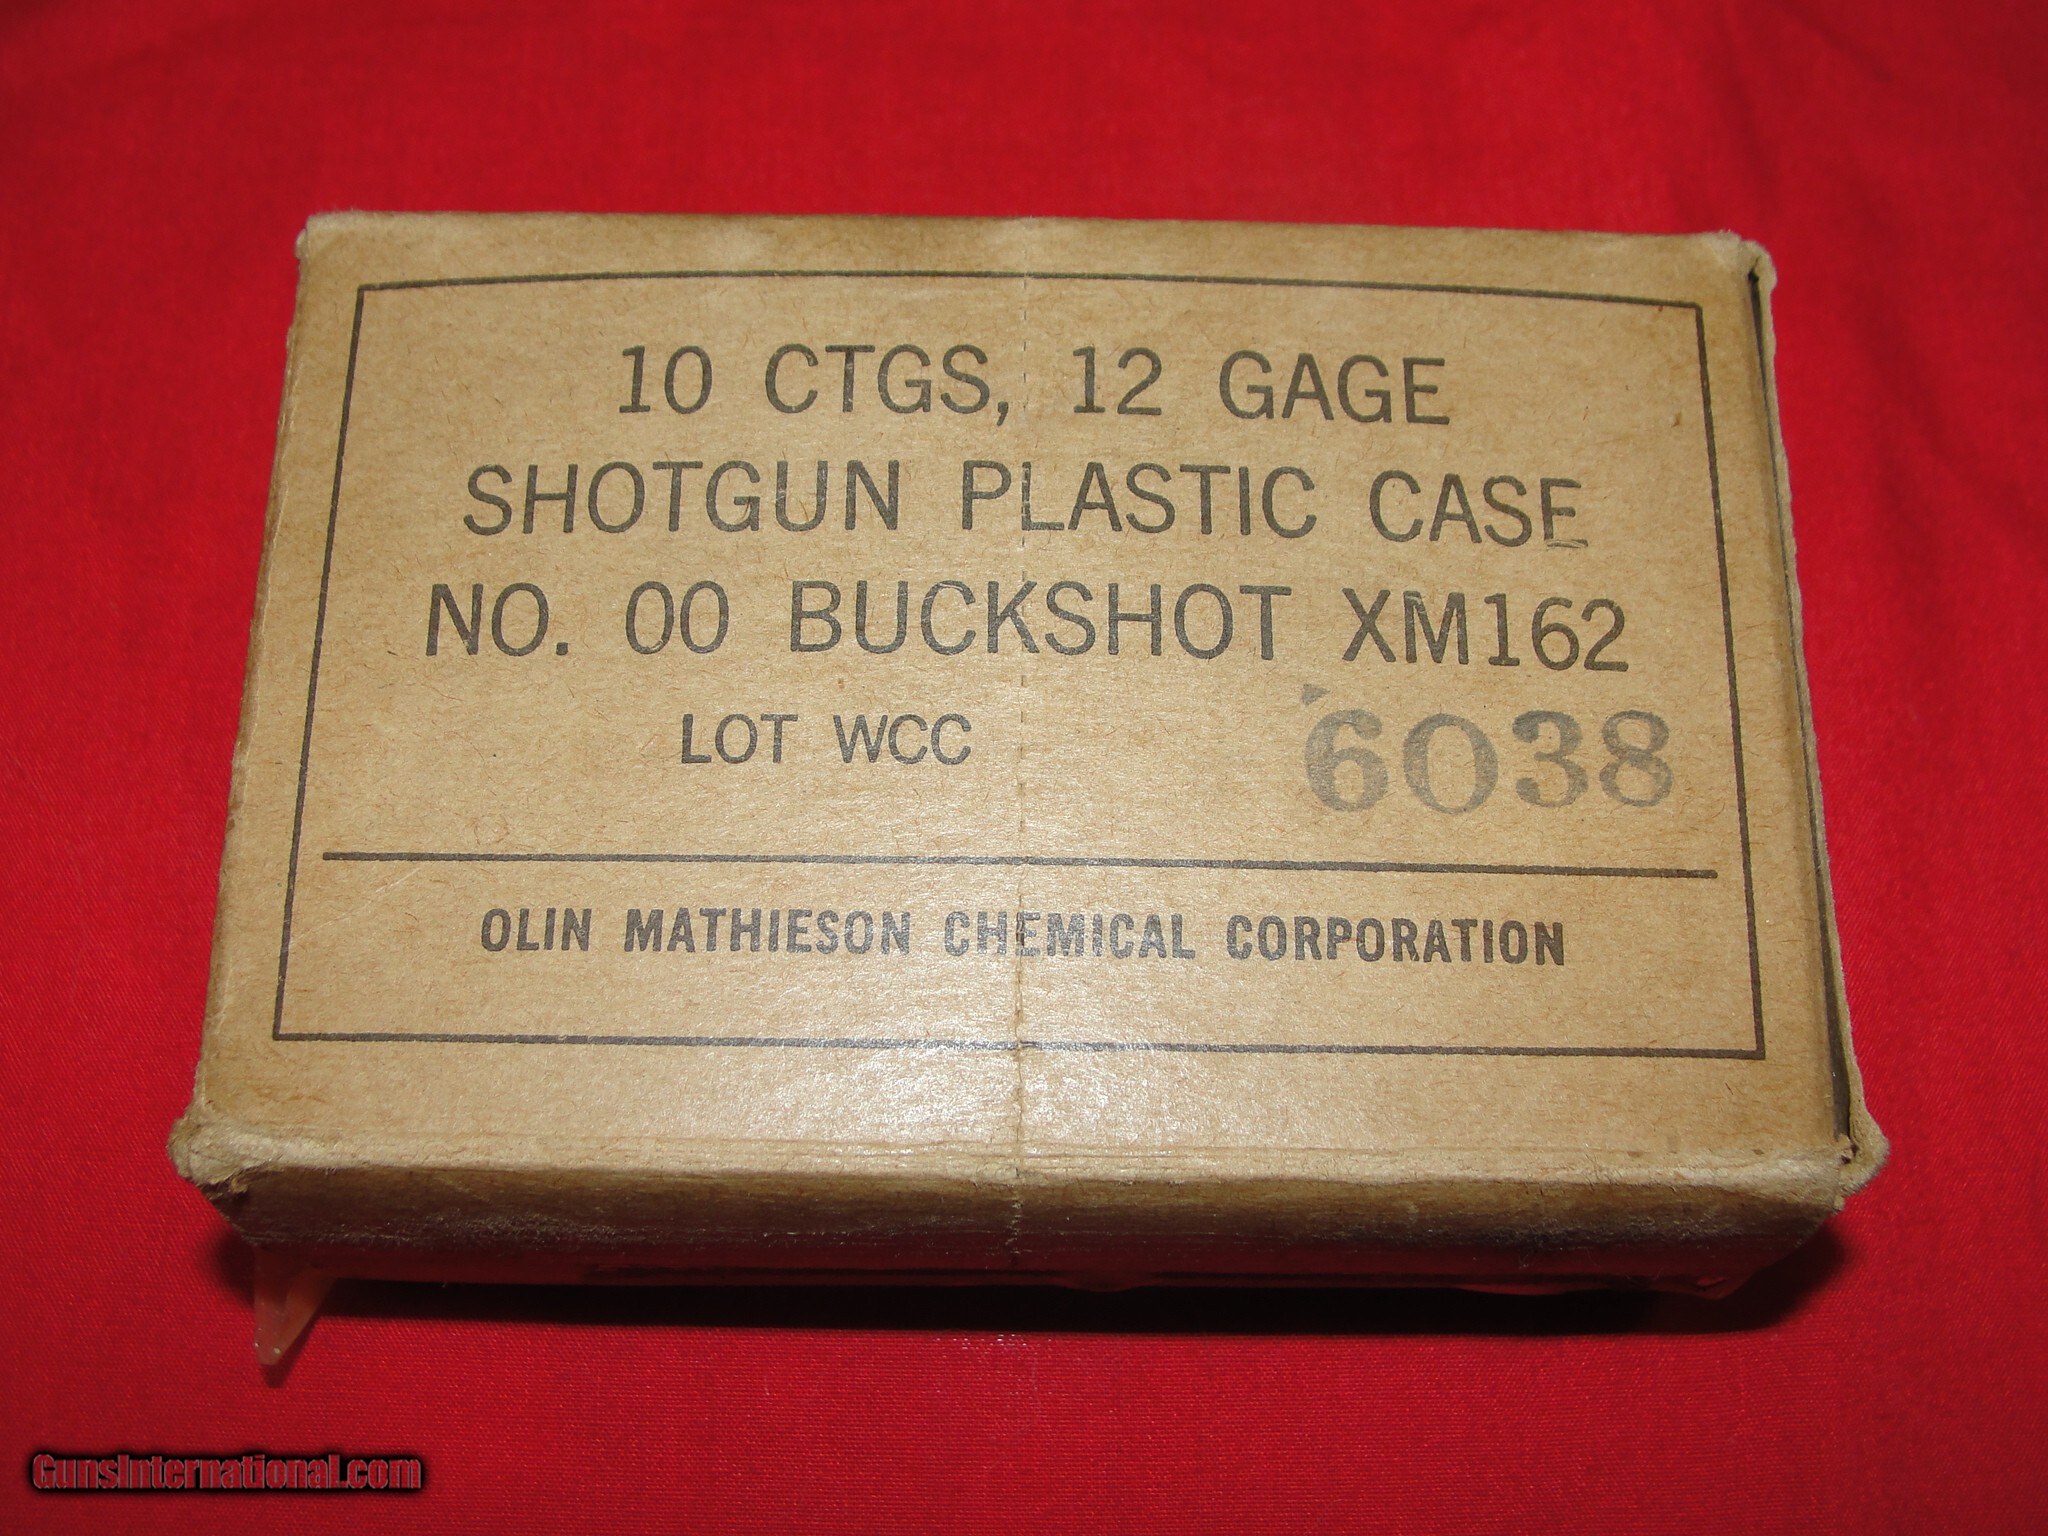 10 CTGS, 12 GAGE
SHOTGUN PLASTIC CASE
NO. 00 BUCKSHOT XM162
LOT WCC 6038
OLIN MATHIESON CHEMICAL CORPORATION
GunsInternational.com